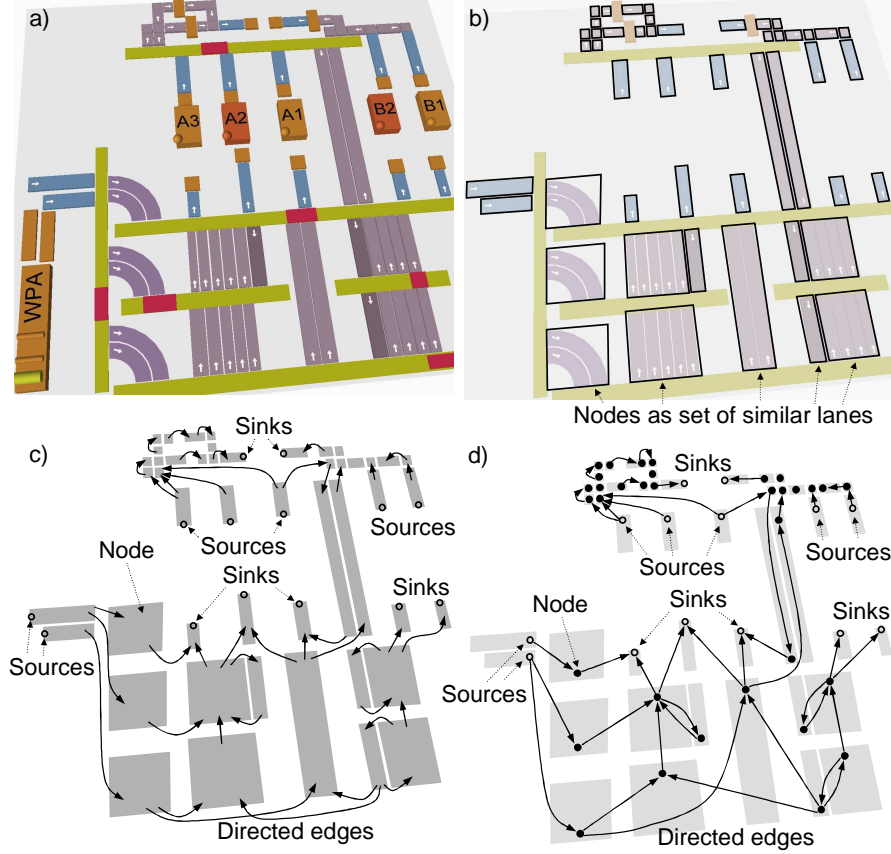 a)
A3
A2
A1
B2
B1
WPA
b)
Nodes as set of similar lanes
c)
Sinks
Sources
Sources
Node
Sinks
Sinks
Sources
Directed edges
d)
Sinks
Sources
Sources
Node
Sinks
Sinks
Sources
Directed edges